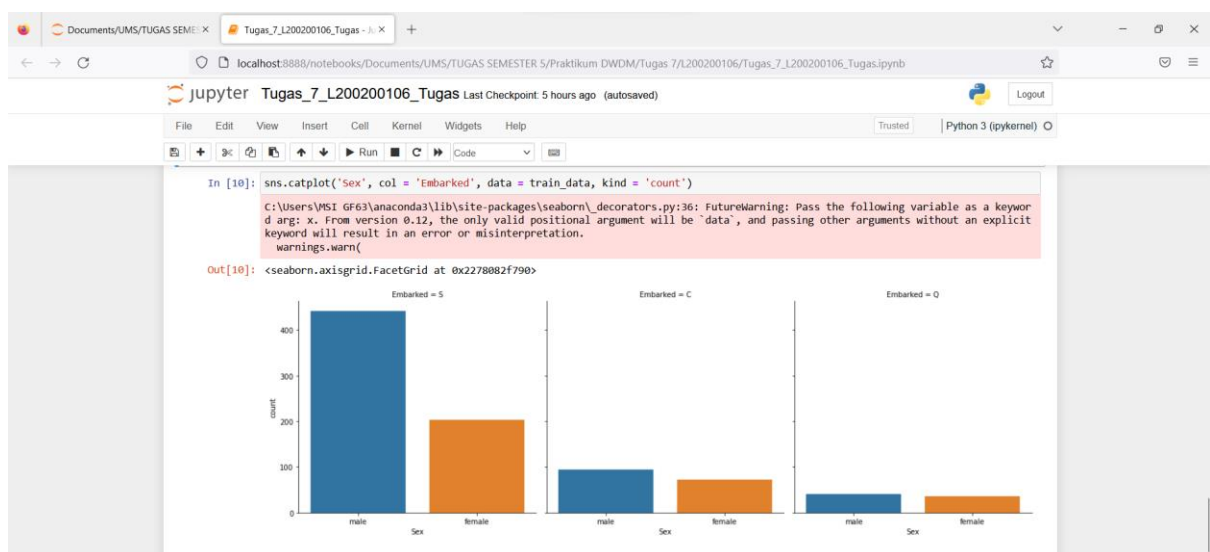 Documents/UMS/TUGAS SEME
Tugas_7_L200200106_Tugas - Ju
localhost:8888/notebooks/Documents/UMS/TUGAS SEMESTER 5/Praktikum DWDM/Tugas 7/L200200106/Tugas_7_L200200106_Tugas.ipynb
jupyter Tugas_7_L200200106_Tugas Last Checkpoint: 5 hours ago (autosaved)
Logout
File Edit View Insert Cell Kernel Widgets Help
Trusted Python 3 (ipykernel)
Run Code
In [10]: sns.catplot('Sex', col = 'Embarked', data = train_data, kind = 'count')
C:\Users\MSI GF63\anaconda3\lib\site-packages\seaborn\_decorators.py:36: FutureWarning: Pass the following variable as a keywor
d arg: x. From version 0.12, the only valid positional argument will be `data`, and passing other arguments without an explicit
keyword will result in an error or misinterpretation.
warnings.warn(
Out[10]: <seaborn.axisgrid.FacetGrid at 0x2278082f790>
Embarked = S
Embarked = C
Embarked = Q
400
300
200
100
0
count
male female
Sex
male female
Sex
male female
Sex